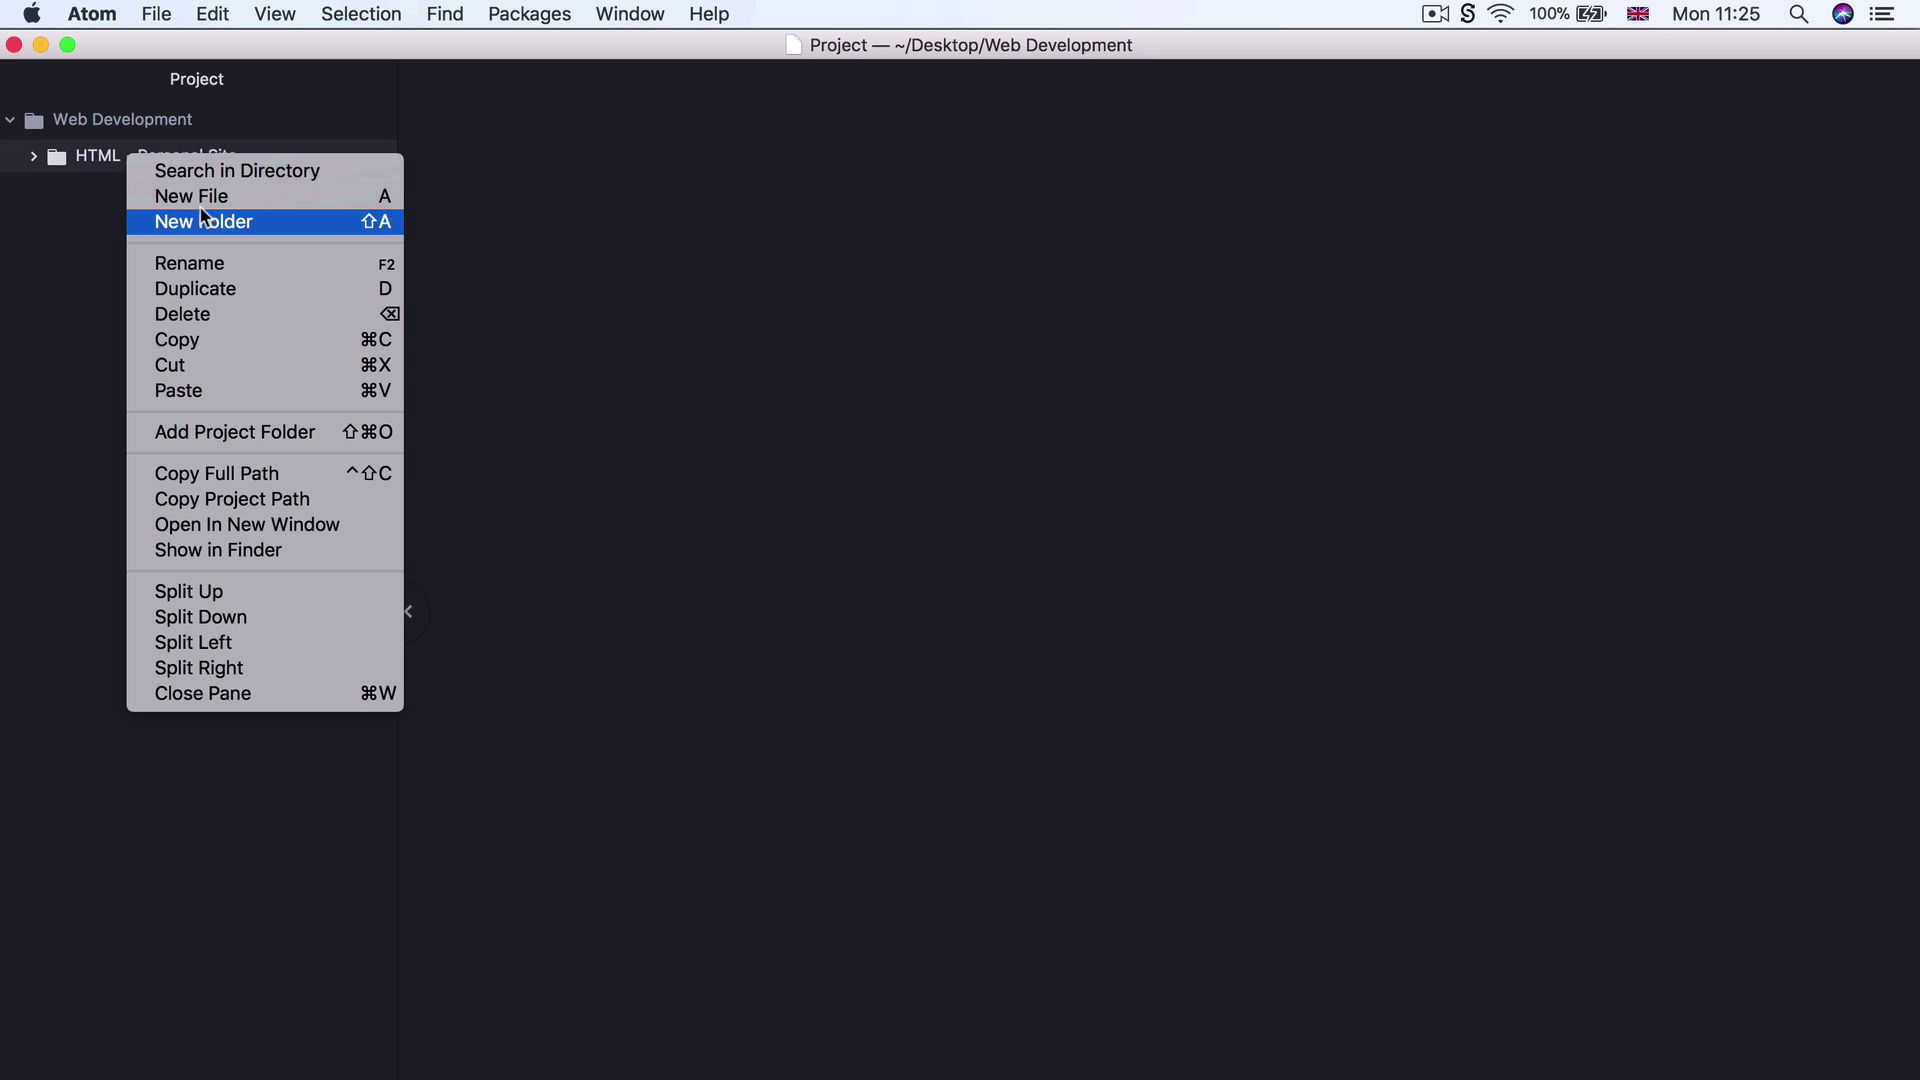 Atom File Edit View Selection Find Packages Window Help 100% Mon 11:25
Project — ~/Desktop/Web Development
Project
Web Development
HTML - Personal Site
Search in Directory
New File A
New Folder ⇧A
Rename F2
Duplicate D
Delete ⌫
Copy ⌘C
Cut ⌘X
Paste ⌘V
Add Project Folder ⇧⌘O
Copy Full Path ^⇧C
Copy Project Path
Open In New Window
Show in Finder
Split Up
Split Down
Split Left
Split Right
Close Pane ⌘W